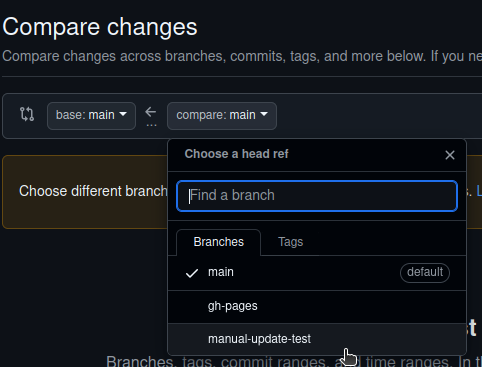 Compare changes
Compare changes across branches, commits, tags, and more below. If you ne
base: main
compare: main
...
Choose a head ref
Choose different branch
s. L
Find a branch
Branches
Tags
main
default
gh-pages
st
manual-update-test
Branches, tags, commit ranges, and time ranges. In th